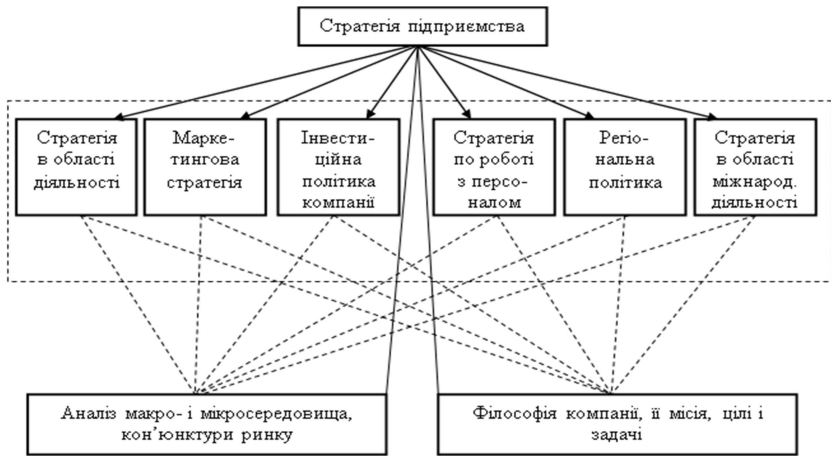 Стратегія підприємства
Стратегія
в області
діяльності
Марке-
тингова
стратегія
Інвести-
ційна
політика
компанії
Стратегія
по роботі
з персо-
налом
Регіо-
нальна
політика
Стратегія
в області
міжнарод.
діяльності
Аналіз макро- і мікросередовища,
кон’юнктури ринку
Філософія компанії, її місія, цілі і
задачі